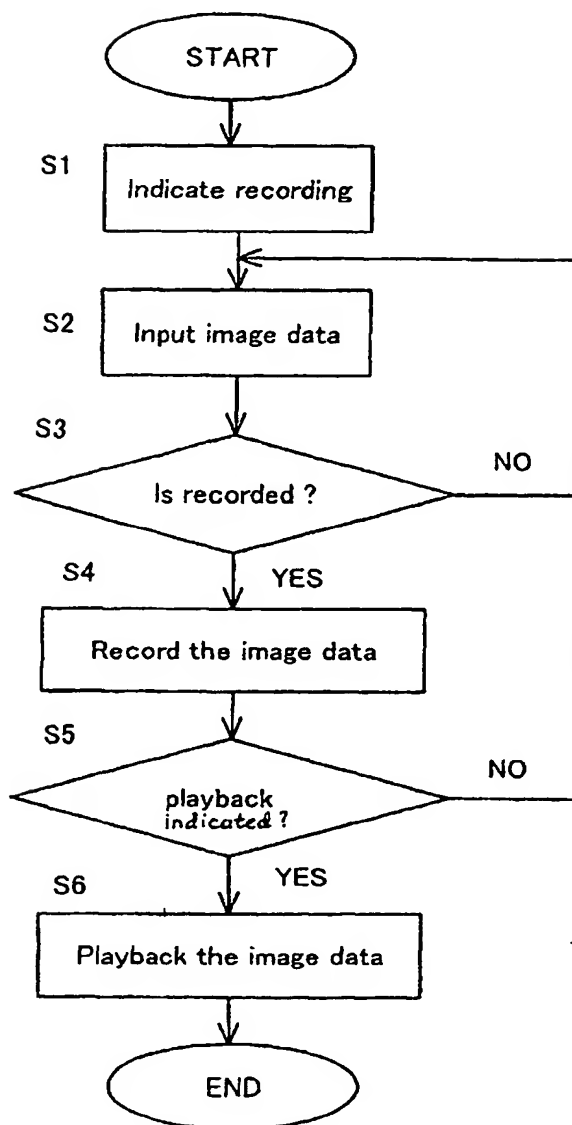 START
S1
Indicate recording
S2
Input image data
S3
Is recorded ?
NO
S4
YES
Record the image data
S5
playback
indicated ?
NO
S6
YES
Playback the image data
END